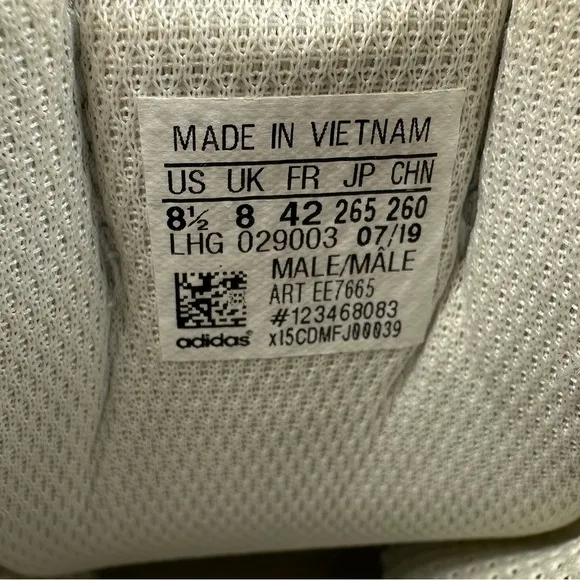 MADE IN VIETNAM
US UK FR JP CHN
8½ 8 42 265 260
LHG 029003 07/19
MALE/MÂLE
ART EE7665
#123468083
adidas® x15CDMFJ00039